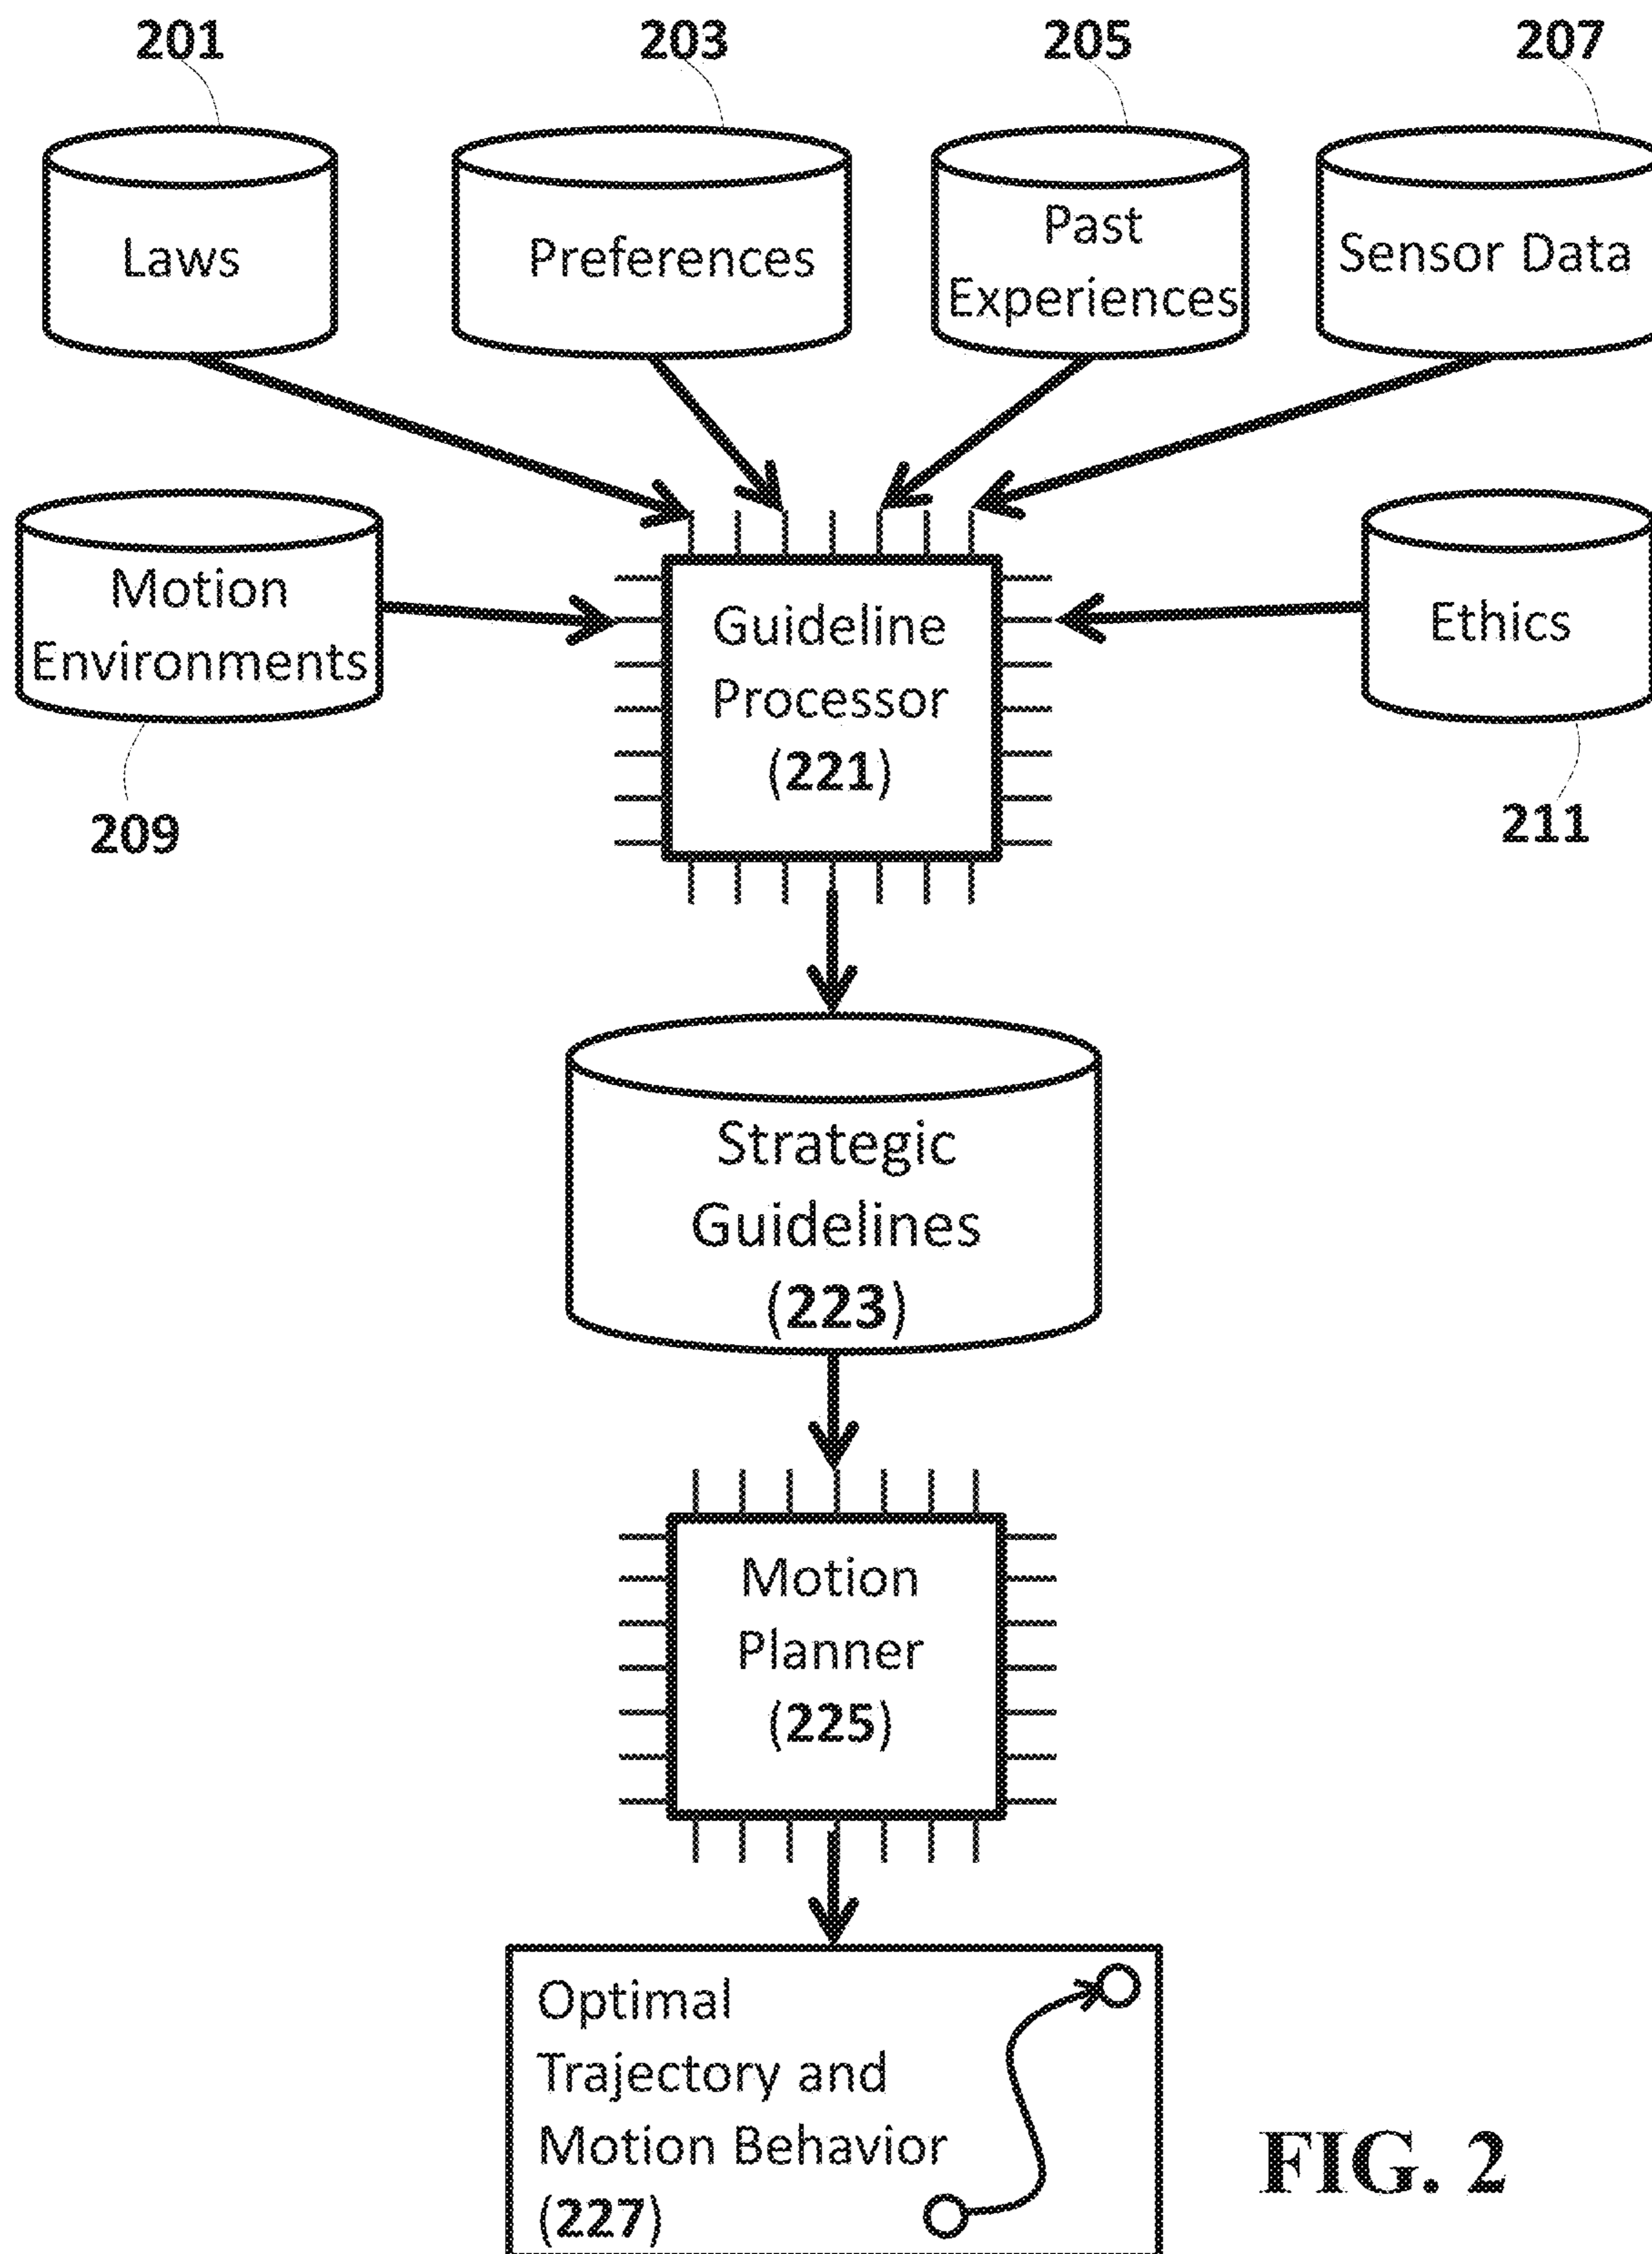 201
203
205
207
Laws
Preferences
Past
Experiences
Sensor Data
Motion
Environments
Guideline
Processor
(221)
Ethics
209
211
Strategic
Guidelines
(223)
Motion
Planner
(225)
Optimal
Trajectory and
Motion Behavior
(227)
FIG. 2